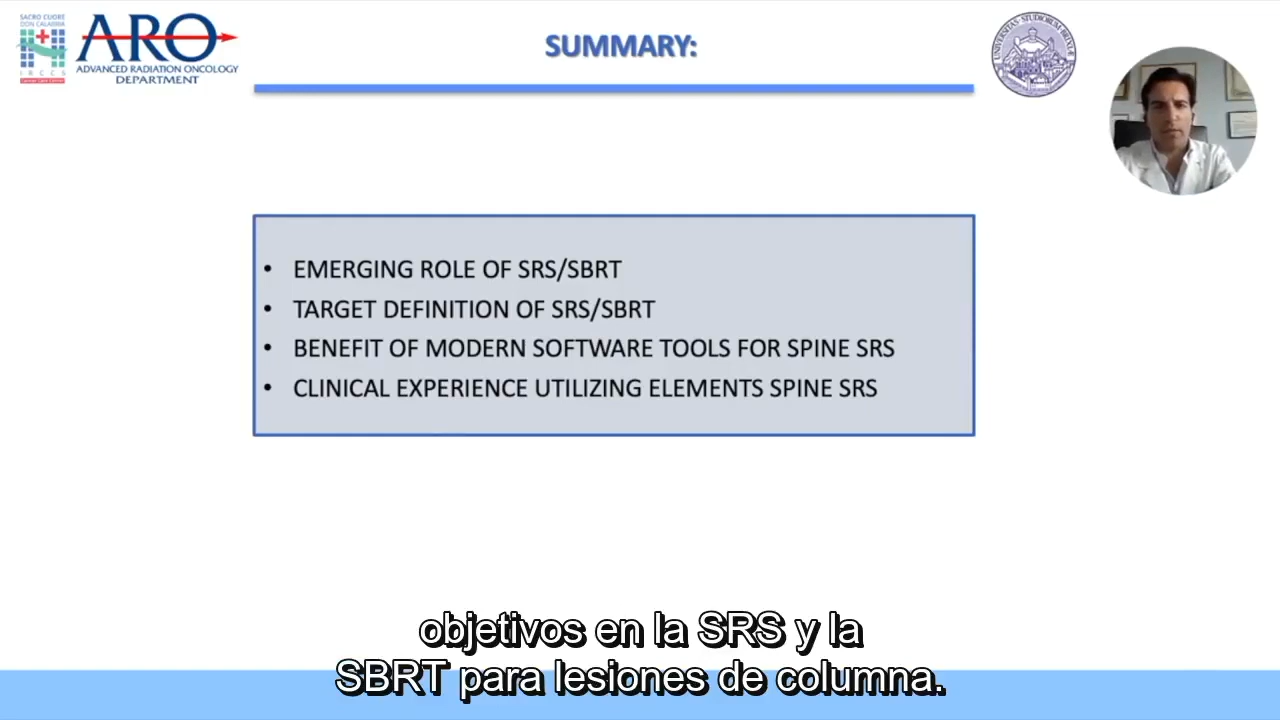 SACRO CUORE
DON CALABRIA
IRCCS
ARO
ADVANCED RADIATION ONCOLOGY
DEPARTMENT
SUMMARY:
• EMERGING ROLE OF SRS/SBRT
• TARGET DEFINITION OF SRS/SBRT
• BENEFIT OF MODERN SOFTWARE TOOLS FOR SPINE SRS
• CLINICAL EXPERIENCE UTILIZING ELEMENTS SPINE SRS
objetivos en la SRS y la
SBRT para lesiones de columna.